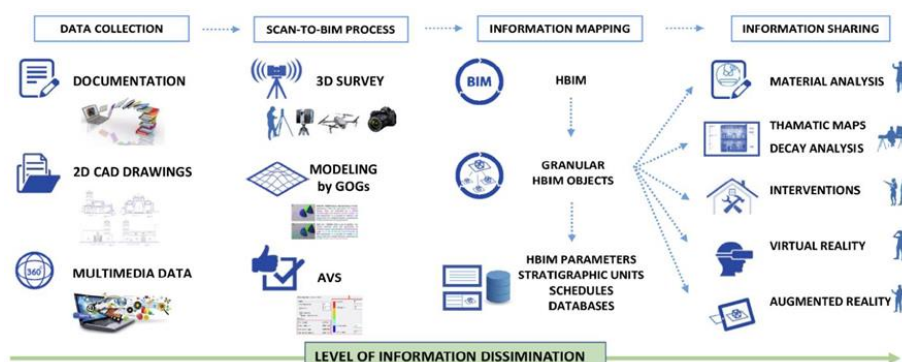 DATA COLLECTION
SCAN-TO-BIM PROCESS
INFORMATION MAPPING
INFORMATION SHARING
DOCUMENTATION
2D CAD DRAWINGS
360°
MULTIMEDIA DATA
3D SURVEY
MODELING
by GOGs
AVS
BIM
HBIM
GRANULAR
HBIM OBJECTS
HBIM PARAMETERS
STRATIGRAPHIC UNITS
SCHEDULES
DATABASES
MATERIAL ANALYSIS
THAMATIC MAPS
DECAY ANALYSIS
INTERVENTIONS
VIRTUAL REALITY
AUGMENTED REALITY
LEVEL OF INFORMATION DISSIMINATION